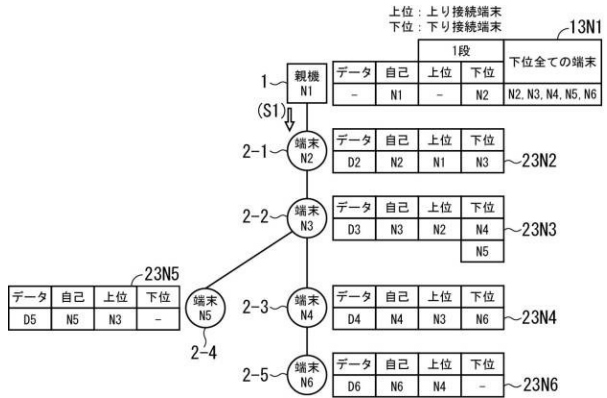 上位：上り接続端末
下位：下り接続端末
13N1
1段
下位全ての端末
データ 自己 上位 下位
- N1 - N2 N2, N3, N4, N5, N6
1
親機
N1
(S1)
2-1
端末
N2
データ 自己 上位 下位
D2 N2 N1 N3
23N2
2-2
端末
N3
データ 自己 上位 下位
D3 N3 N2 N4
N5
23N3
23N5
データ 自己 上位 下位
D5 N5 N3 -
端末
N5
2-4
2-3
端末
N4
データ 自己 上位 下位
D4 N4 N3 N6
23N4
2-5
端末
N6
データ 自己 上位 下位
D6 N6 N4 -
23N6